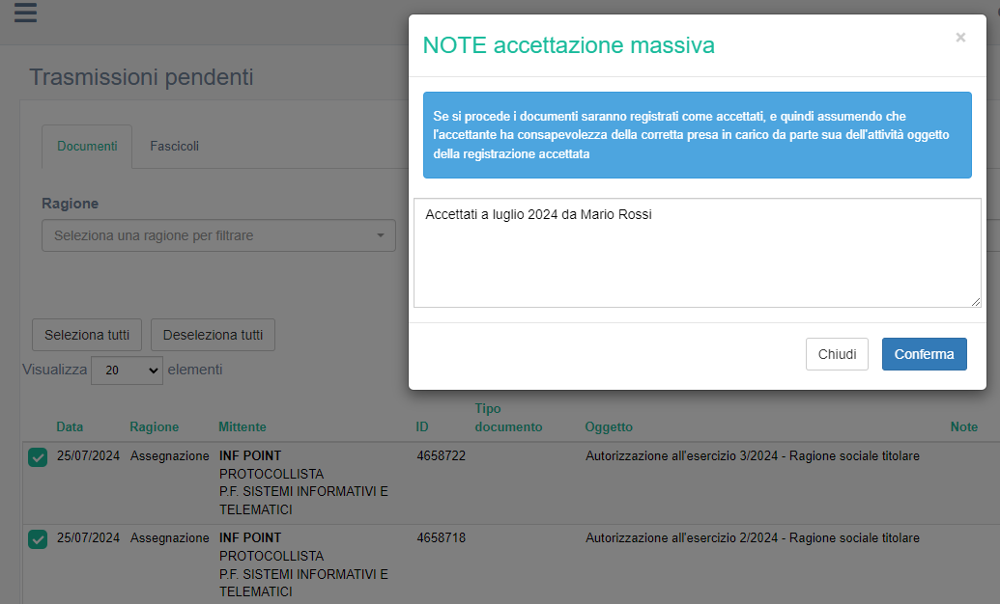 NOTE accettazione massiva
×
Se si procede i documenti saranno registrati come accettati, e quindi assumendo che
l'accettante ha consapevolezza della corretta presa in carico da parte sua dell'attività oggetto
della registrazione accettata
Accettati a luglio 2024 da Mario Rossi
Chiudi
Conferma
Trasmissioni pendenti
Documenti
Fascicoli
Ragione
Seleziona una ragione per filtrare
Seleziona tutti
Deseleziona tutti
Visualizza 20 elementi
Data
Ragione
Mittente
ID
Tipo
documento
Oggetto
Note
25/07/2024
Assegnazione
INF POINT
PROTOCOLLISTA
P.F. SISTEMI INFORMATIVI E
TELEMATICI
4658722
Autorizzazione all'esercizio 3/2024 - Ragione sociale titolare
25/07/2024
Assegnazione
INF POINT
PROTOCOLLISTA
P.F. SISTEMI INFORMATIVI E
TELEMATICI
4658718
Autorizzazione all'esercizio 2/2024 - Ragione sociale titolare